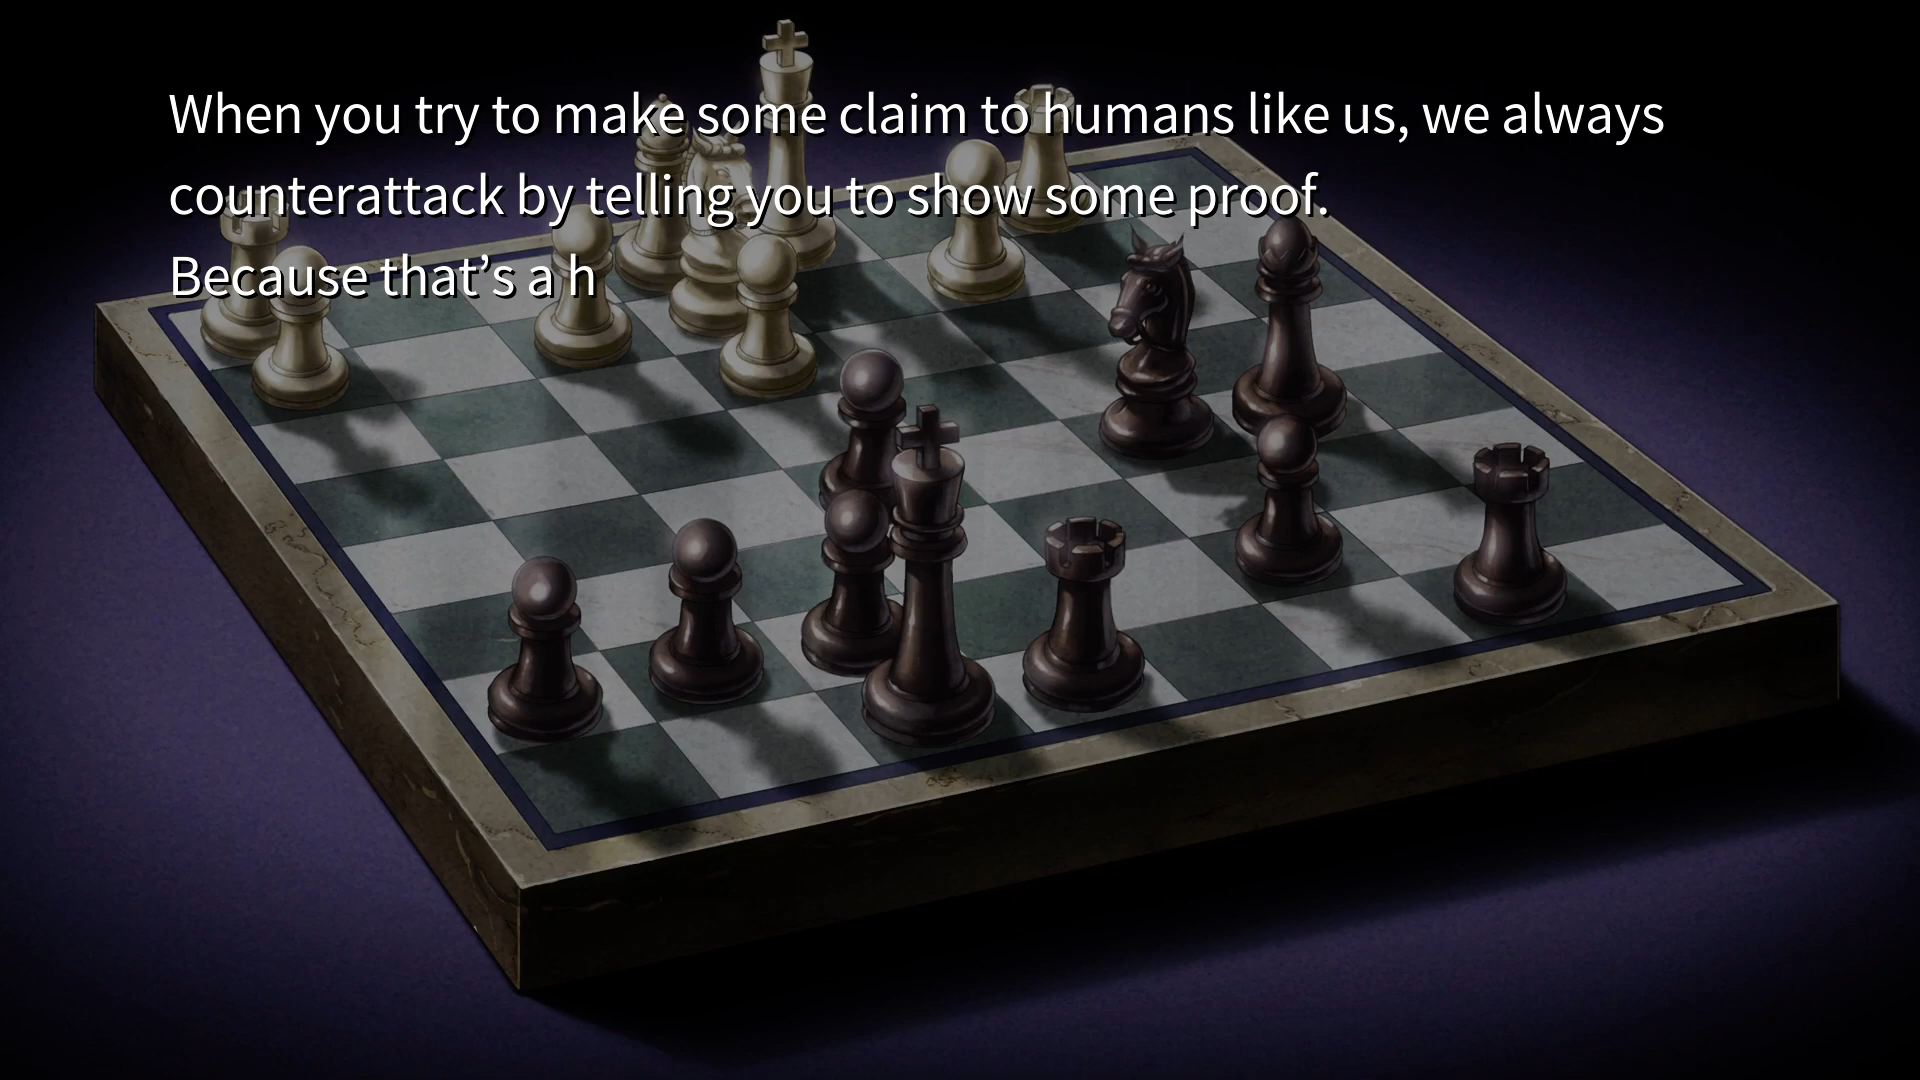 When you try to make some claim to humans like us, we always
counterattack by telling you to show some proof.
Because that’s a h